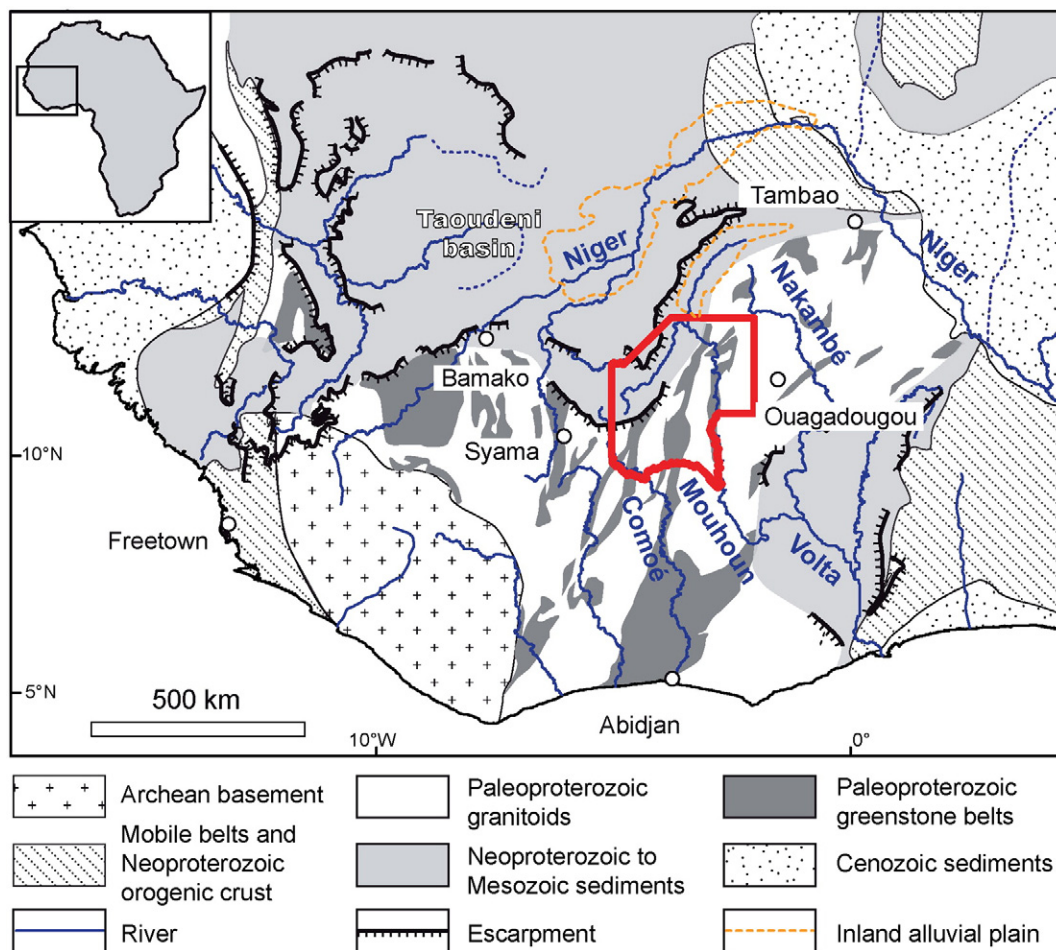 Taoudeni
basin
Niger
Tambao
Niger
Nakambé
Bamako
Ouagadougou
Syama
10°N
Freetown
Comoé
Mouhoun
Volta
5°N
500 km
Abidjan
10°W
0°
Archean basement
Paleoproterozoic
granitoids
Paleoproterozoic
greenstone belts
Mobile belts and
Neoproterozoic
orogenic crust
Neoproterozoic to
Mesozoic sediments
Cenozoic sediments
River
Escarpment
Inland alluvial plain